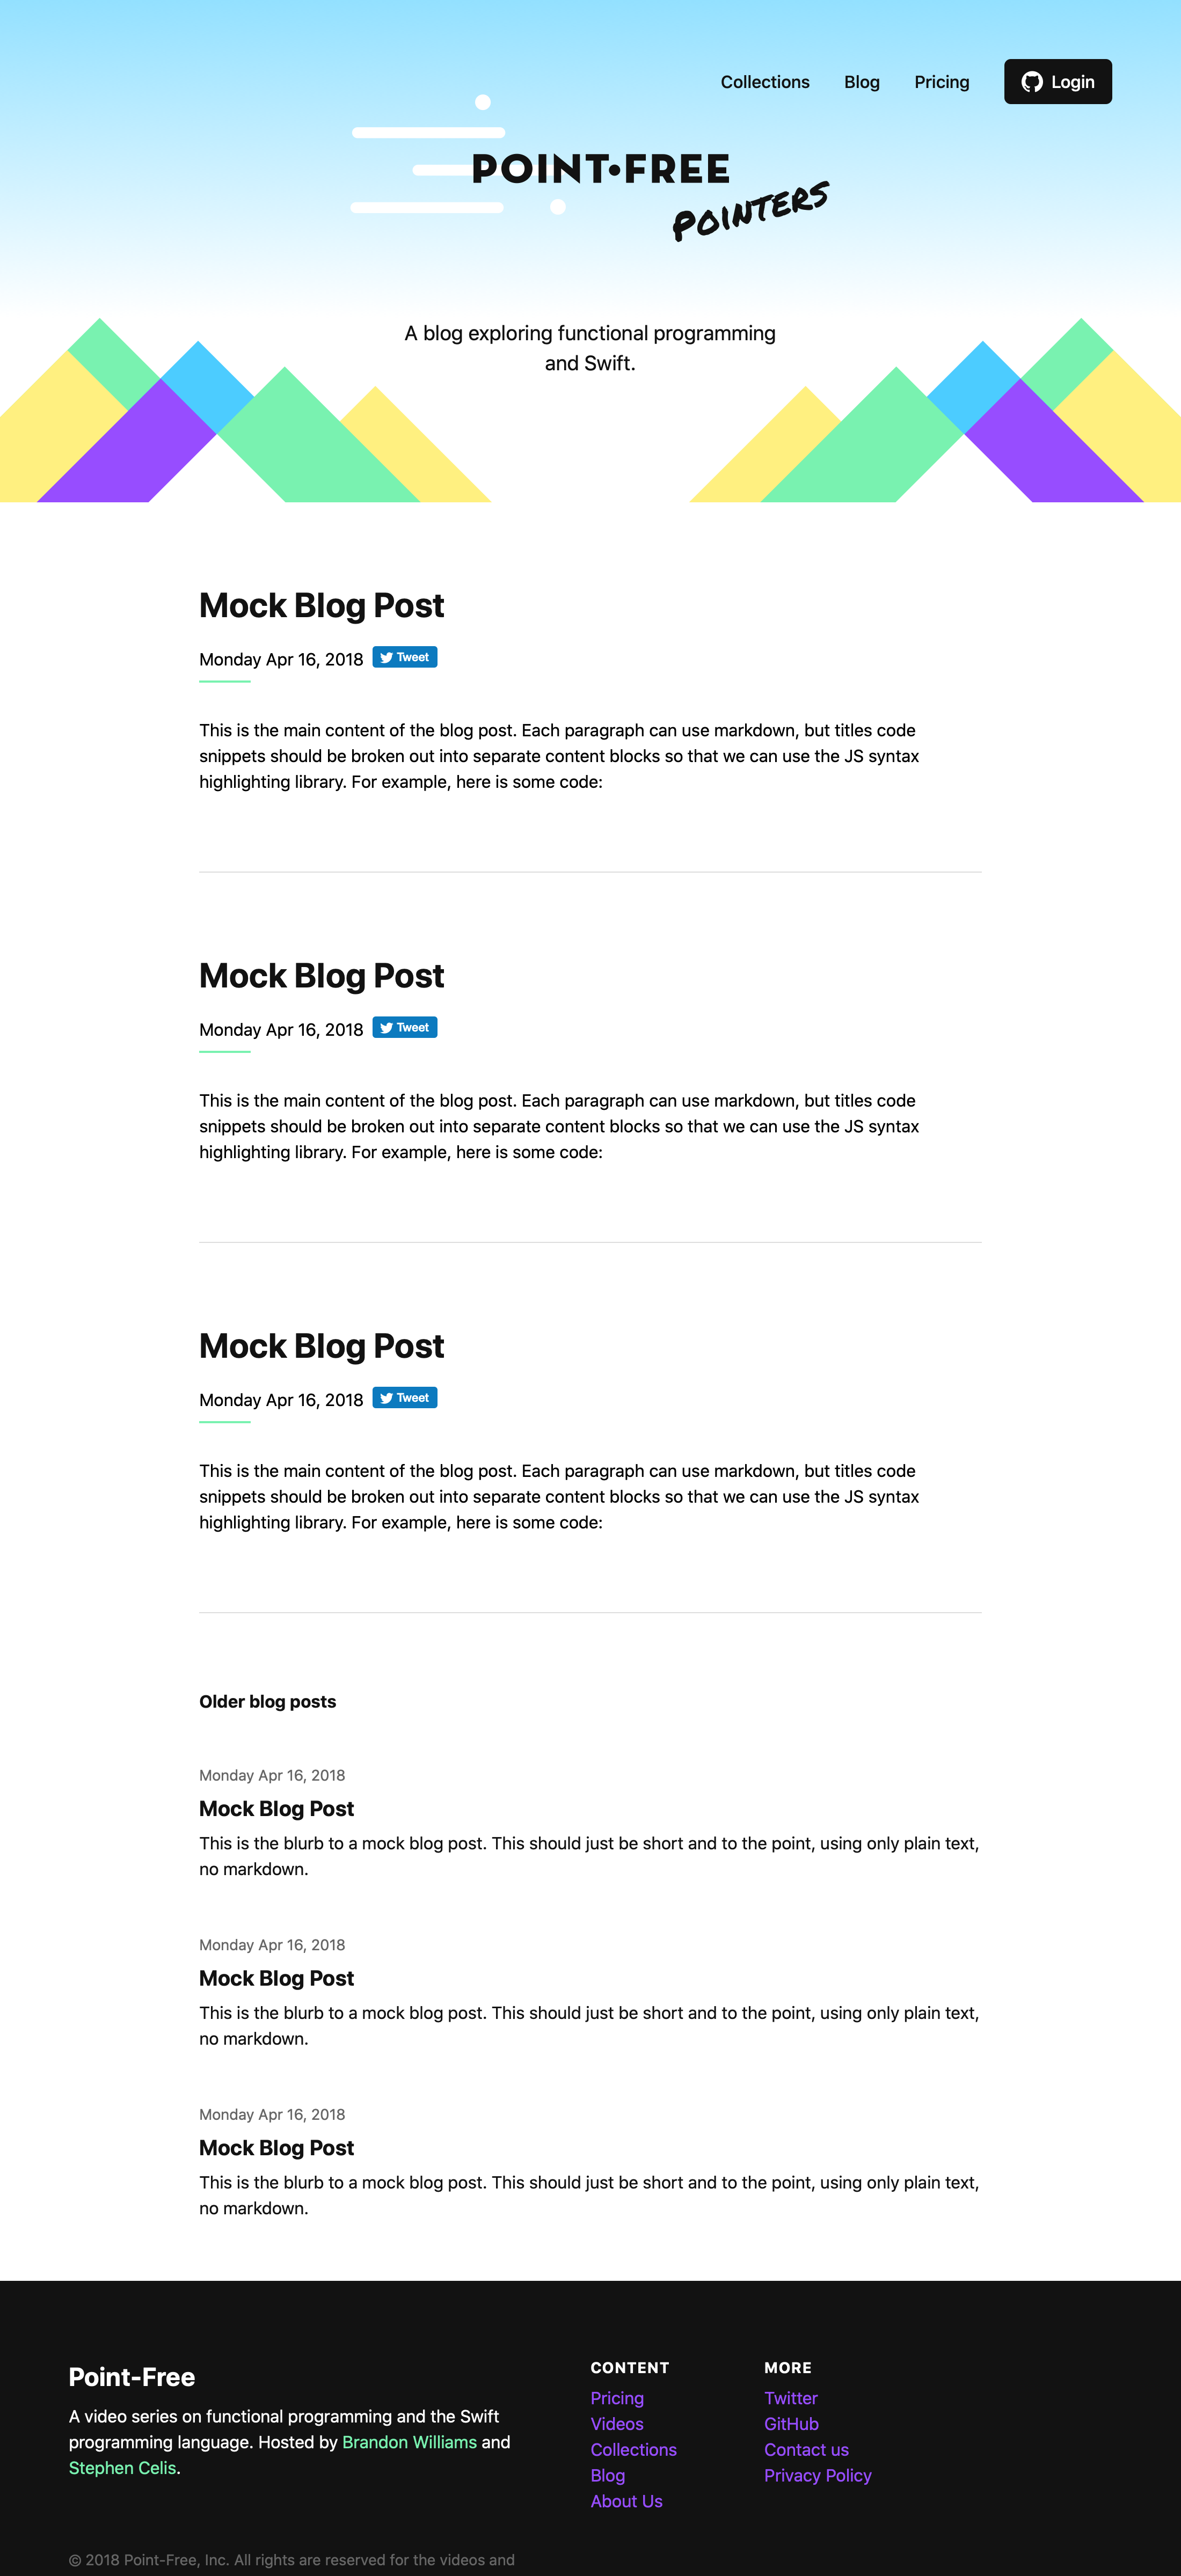 Collections Blog Pricing Login
POINT•FREE
POINTERS
A blog exploring functional programming
and Swift.
Mock Blog Post
Monday Apr 16, 2018 Tweet
This is the main content of the blog post. Each paragraph can use markdown, but titles code
snippets should be broken out into separate content blocks so that we can use the JS syntax
highlighting library. For example, here is some code:
Mock Blog Post
Monday Apr 16, 2018 Tweet
This is the main content of the blog post. Each paragraph can use markdown, but titles code
snippets should be broken out into separate content blocks so that we can use the JS syntax
highlighting library. For example, here is some code:
Mock Blog Post
Monday Apr 16, 2018 Tweet
This is the main content of the blog post. Each paragraph can use markdown, but titles code
snippets should be broken out into separate content blocks so that we can use the JS syntax
highlighting library. For example, here is some code:
Older blog posts
Monday Apr 16, 2018
Mock Blog Post
This is the blurb to a mock blog post. This should just be short and to the point, using only plain text,
no markdown.
Monday Apr 16, 2018
Mock Blog Post
This is the blurb to a mock blog post. This should just be short and to the point, using only plain text,
no markdown.
Monday Apr 16, 2018
Mock Blog Post
This is the blurb to a mock blog post. This should just be short and to the point, using only plain text,
no markdown.
Point-Free
A video series on functional programming and the Swift
programming language. Hosted by Brandon Williams and
Stephen Celis.
CONTENT
Pricing
Videos
Collections
Blog
About Us
MORE
Twitter
GitHub
Contact us
Privacy Policy
© 2018 Point-Free, Inc. All rights are reserved for the videos and